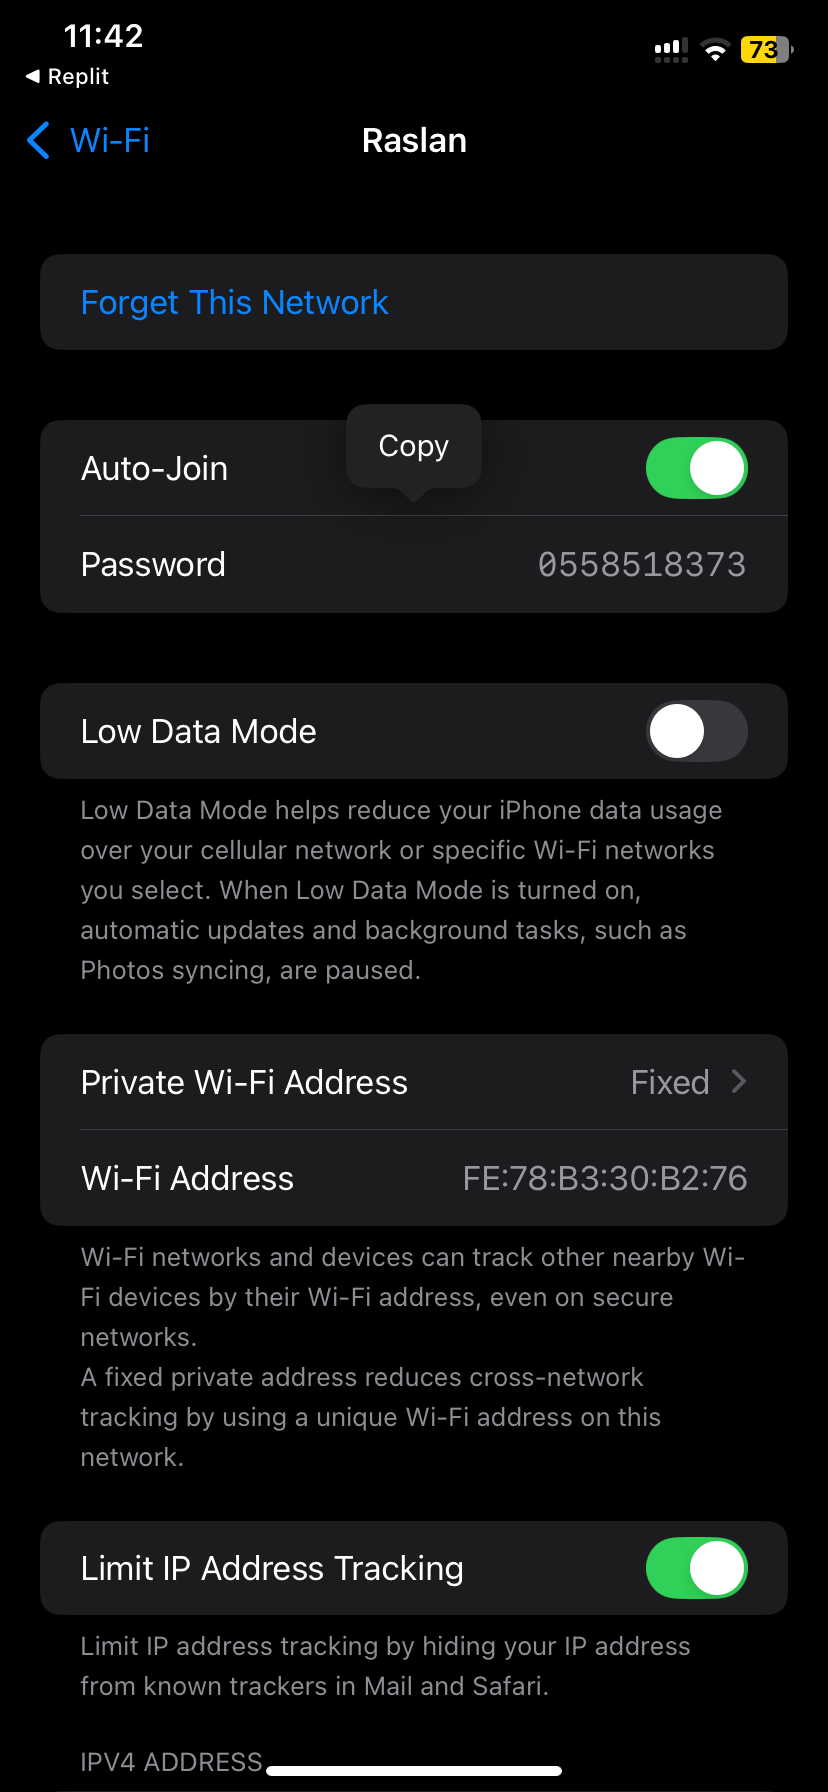 11:42
73
◀ Replit
Wi-Fi
Raslan
Forget This Network
Copy
Auto-Join
Password
0558518373
Low Data Mode
Low Data Mode helps reduce your iPhone data usage
over your cellular network or specific Wi-Fi networks
you select. When Low Data Mode is turned on,
automatic updates and background tasks, such as
Photos syncing, are paused.
Private Wi-Fi Address
Fixed
Wi-Fi Address
FE:78:B3:30:B2:76
Wi-Fi networks and devices can track other nearby Wi-
Fi devices by their Wi-Fi address, even on secure
networks.
A fixed private address reduces cross-network
tracking by using a unique Wi-Fi address on this
network.
Limit IP Address Tracking
Limit IP address tracking by hiding your IP address
from known trackers in Mail and Safari.
IPV4 ADDRESS